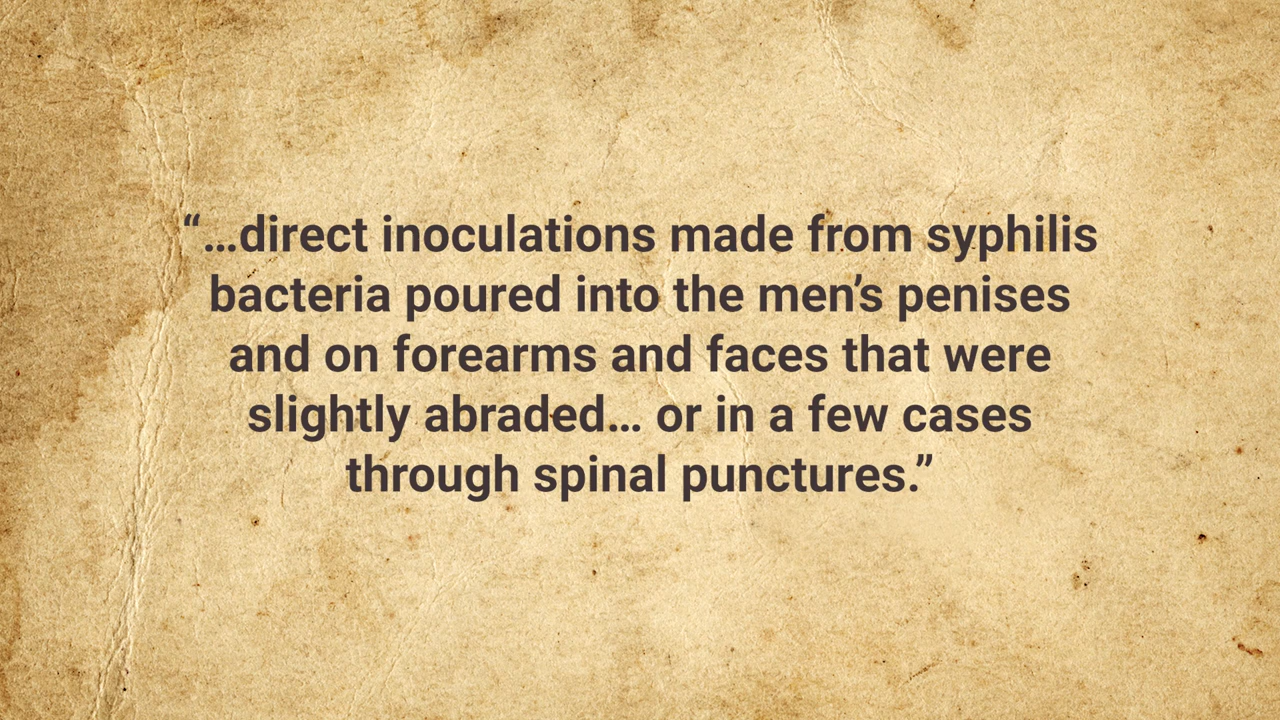 “…direct inoculations made from syphilis
bacteria poured into the men’s penises
and on forearms and faces that were
slightly abraded… or in a few cases
through spinal punctures.”